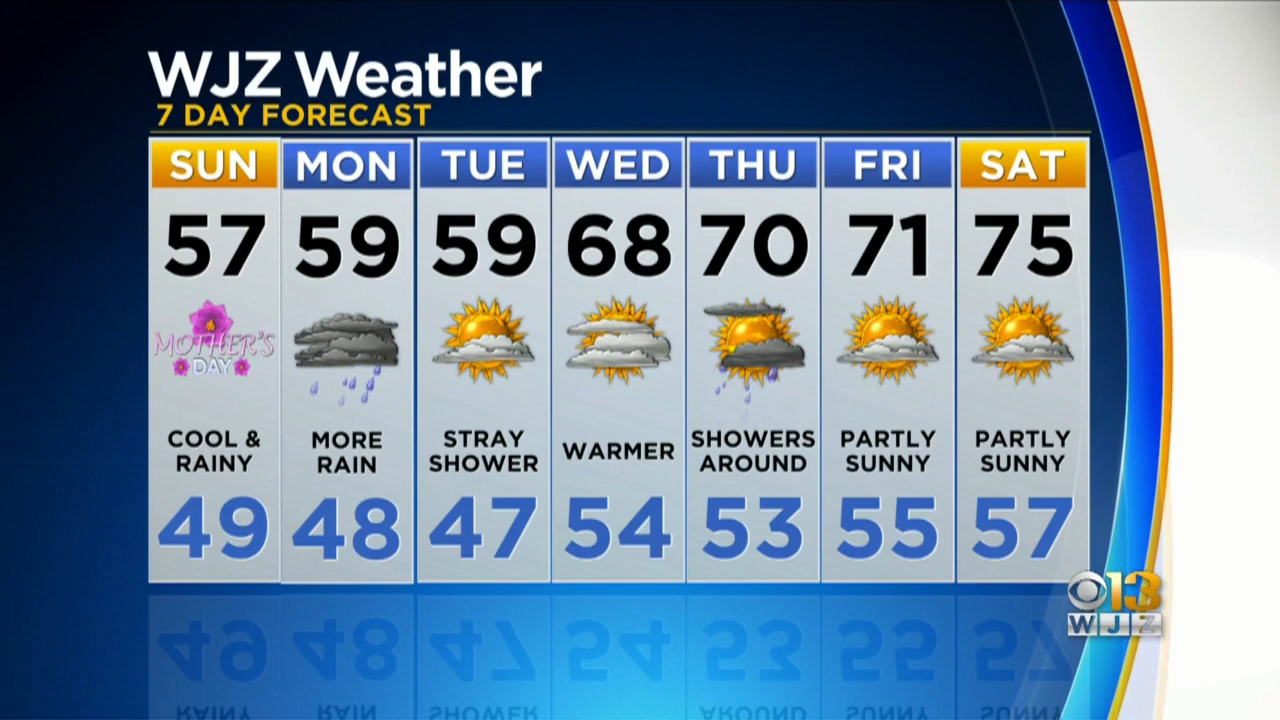 WJZ Weather
7 DAY FORECAST
SUN MON TUE WED THU FRI SAT
57 59 59 68 70 71 75
MOTHER'S
DAY
COOL & RAINY
MORE RAIN
STRAY SHOWER
WARMER
SHOWERS AROUND
PARTLY SUNNY
PARTLY SUNNY
49 48 47 54 53 55 57
13
WJZ